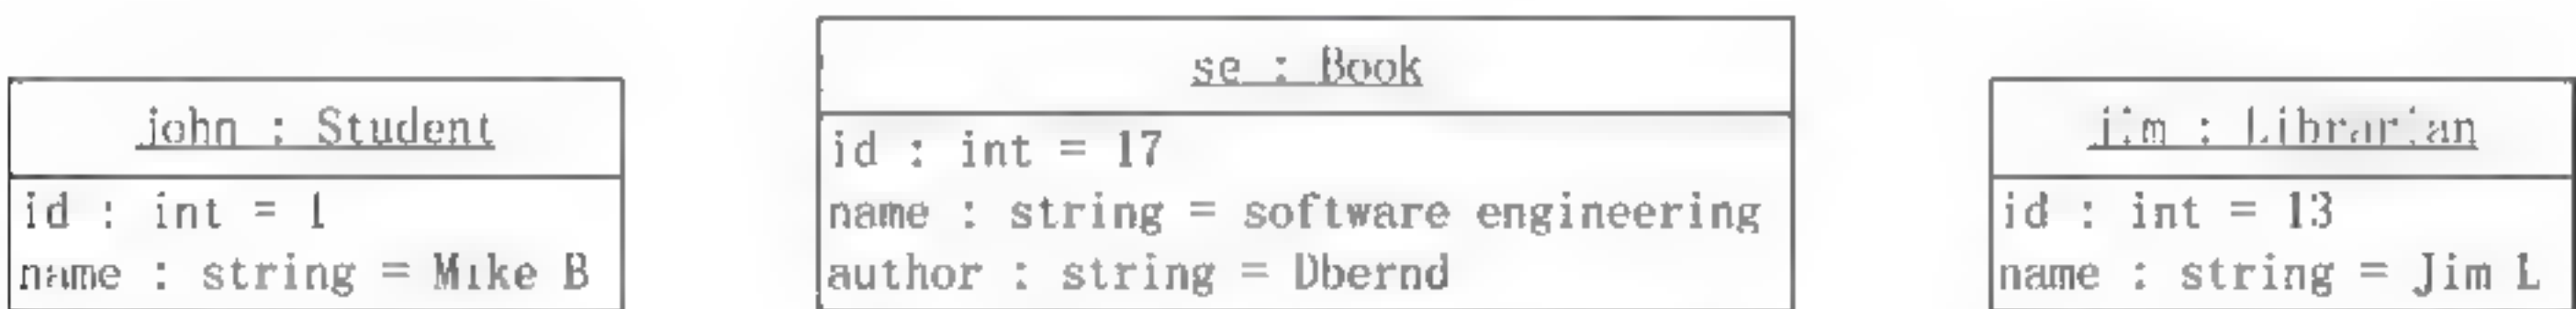 john : Student
id : int = 1
name : string = Mike B
se : Book
id : int = 17
name : string = software engineering
author : string = Dbernd
jim : Librarian
id : int = 13
name : string = Jim L